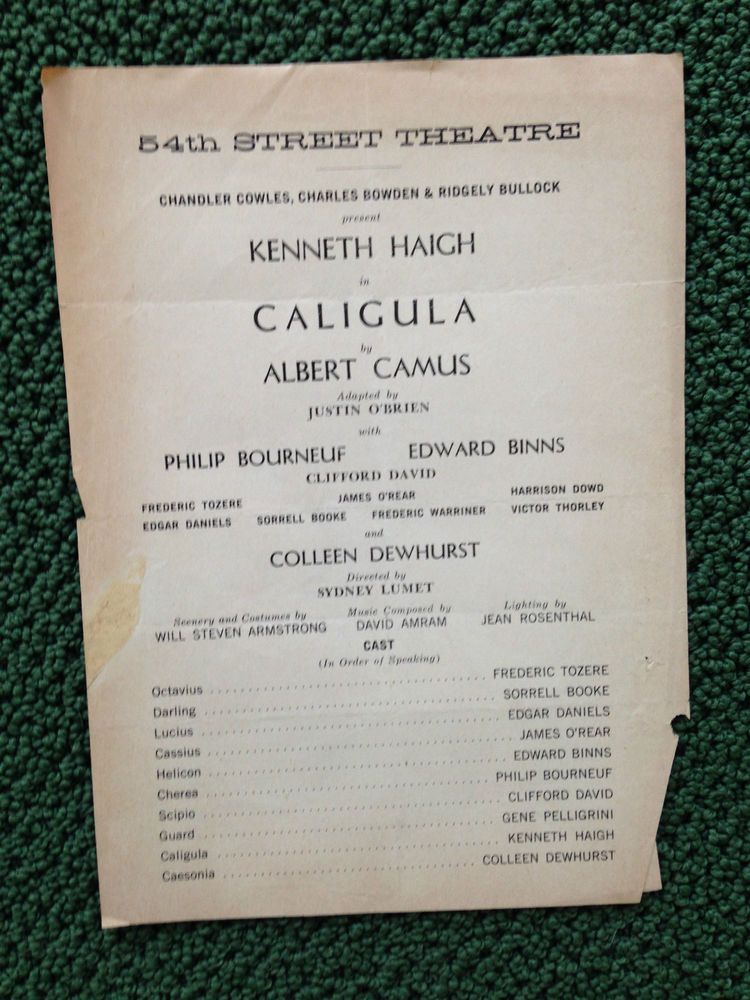 54th STREET THEATRE
CHANDLER COWLES, CHARLES BOWDEN & RIDGELY BULLOCK
present
KENNETH HAIGH
in
CALIGULA
by
ALBERT CAMUS
Adapted by
JUSTIN O'BRIEN
with
PHILIP BOURNEUF EDWARD BINNS
CLIFFORD DAVID
FREDERIC TOZERE JAMES O'REAR HARRISON DOWD
EDGAR DANIELS SORRELL BOOKE FREDERIC WARRINER VICTOR THORLEY
and
COLLEEN DEWHURST
Directed by
SYDNEY LUMET
Scenery and Costumes by Music Composed by Lighting by
WILL STEVEN ARMSTRONG DAVID AMRAM JEAN ROSENTHAL
CAST
(In Order of Speaking)
Octavius FREDERIC TOZERE
Darling SORRELL BOOKE
Lucius EDGAR DANIELS
Cassius JAMES O'REAR
Helicon EDWARD BINNS
Cherea PHILIP BOURNEUF
Scipio CLIFFORD DAVID
Guard GENE PELLIGRINI
Caligula KENNETH HAIGH
Caesonia COLLEEN DEWHURST